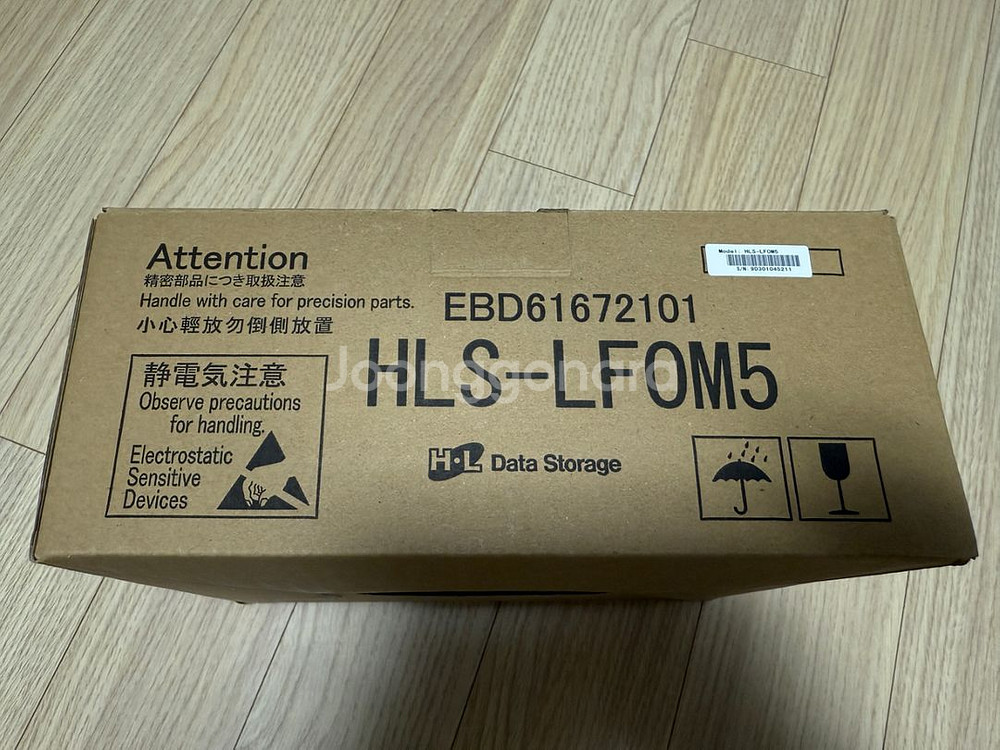 Attention
精密部品につき取扱注意
Handle with care for precision parts.
小心輕放勿倒側放置
静電気注意
Observe precautions
for handling.
Electrostatic
Sensitive
Devices
EBD61672101
HLS-LFOM5
H·L Data Storage
Model: HLS-LFOM5
S/N:90301045211
Joonggonara